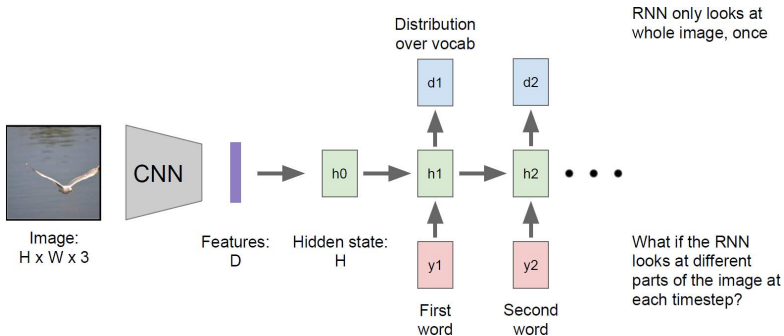 Distribution
over vocab
RNN only looks at
whole image, once
d1
d2
CNN
h0
h1
h2
Image:
H x W x 3
Features:
D
Hidden state:
H
y1
y2
First
word
Second
word
What if the RNN
looks at different
parts of the image at
each timestep?